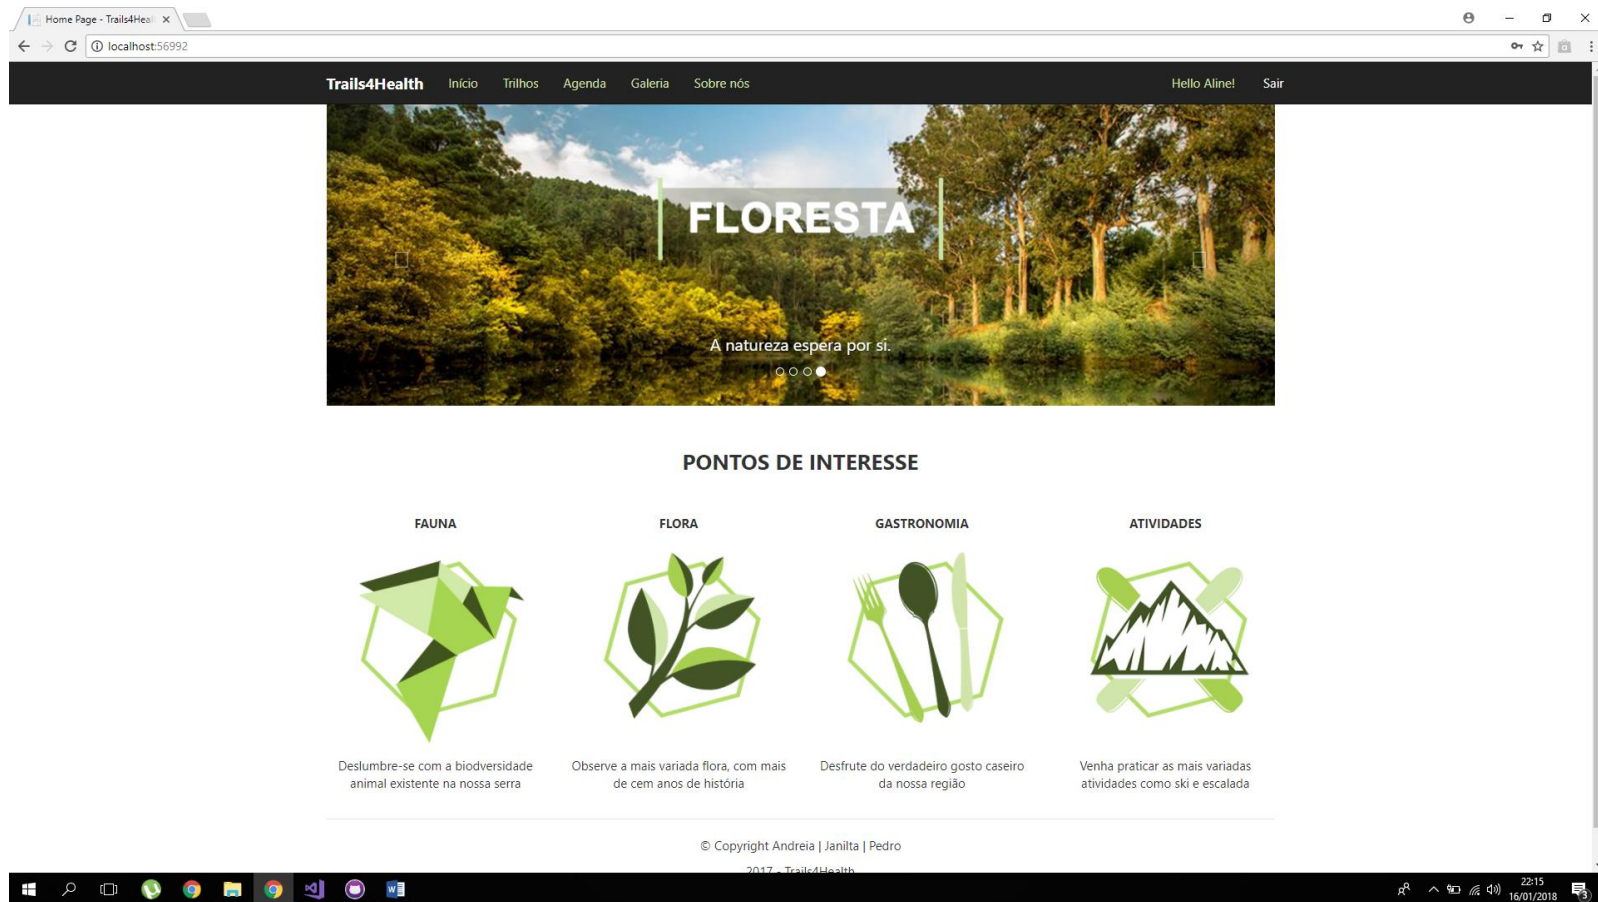 Home Page - Trails4Heal
localhost:56992
Trails4Health Início Trilhos Agenda Galeria Sobre nós Hello Aline! Sair
FLORESTA
A natureza espera por si.
PONTOS DE INTERESSE
FAUNA FLORA GASTRONOMIA ATIVIDADES
Deslumbre-se com a biodversidade
animal existente na nossa serra
Observe a mais variada flora, com mais
de cem anos de história
Desfrute do verdadeiro gosto caseiro
da nossa região
Venha praticar as mais variadas
atividades como ski e escalada
© Copyright Andreia | Janilta | Pedro
2017 - Trails4Health
22:15
16/01/2018
3